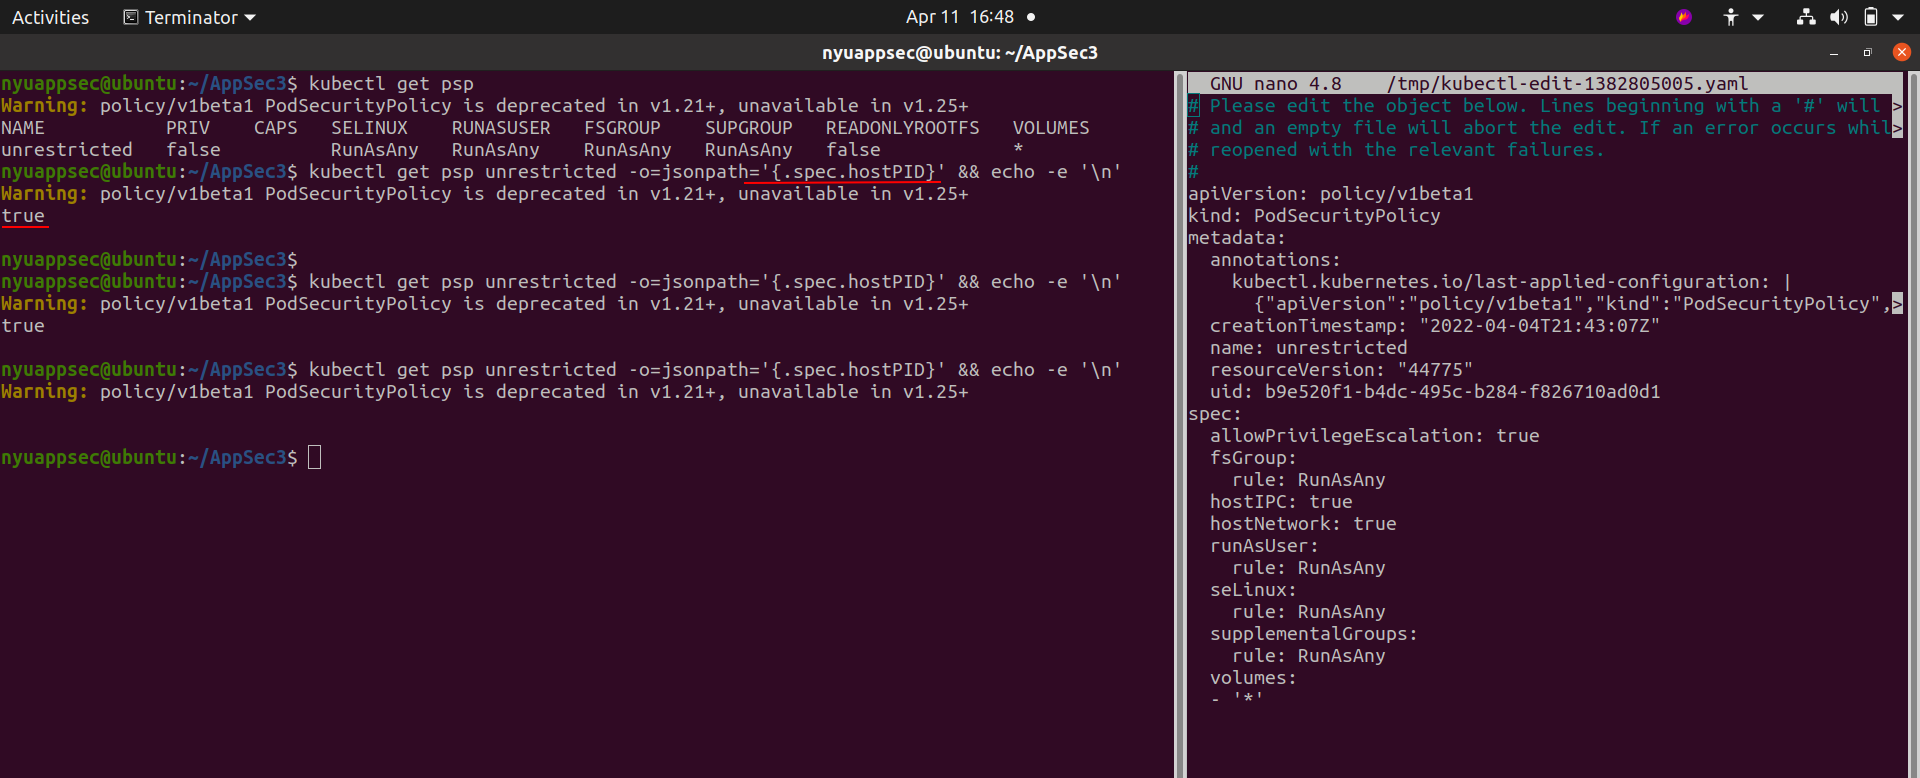 Activities Terminator Apr 11 16:48
nyuappsec@ubuntu: ~/AppSec3
nyuappsec@ubuntu:~/AppSec3$ kubectl get psp
Warning: policy/v1beta1 PodSecurityPolicy is deprecated in v1.21+, unavailable in v1.25+
NAME PRIV CAPS SELINUX RUNASUSER FSGROUP SUPGROUP READONLYROOTFS VOLUMES
unrestricted false RunAsAny RunAsAny RunAsAny RunAsAny false *
nyuappsec@ubuntu:~/AppSec3$ kubectl get psp unrestricted -o=jsonpath='{.spec.hostPID}' && echo -e '\n'
Warning: policy/v1beta1 PodSecurityPolicy is deprecated in v1.21+, unavailable in v1.25+
true
nyuappsec@ubuntu:~/AppSec3$
nyuappsec@ubuntu:~/AppSec3$ kubectl get psp unrestricted -o=jsonpath='{.spec.hostPID}' && echo -e '\n'
Warning: policy/v1beta1 PodSecurityPolicy is deprecated in v1.21+, unavailable in v1.25+
true
nyuappsec@ubuntu:~/AppSec3$ kubectl get psp unrestricted -o=jsonpath='{.spec.hostPID}' && echo -e '\n'
Warning: policy/v1beta1 PodSecurityPolicy is deprecated in v1.21+, unavailable in v1.25+
nyuappsec@ubuntu:~/AppSec3$
GNU nano 4.8 /tmp/kubectl-edit-1382805005.yaml
# Please edit the object below. Lines beginning with a '#' will >
# and an empty file will abort the edit. If an error occurs whil>
# reopened with the relevant failures.
#
apiVersion: policy/v1beta1
kind: PodSecurityPolicy
metadata:
  annotations:
    kubectl.kubernetes.io/last-applied-configuration: |
      {"apiVersion":"policy/v1beta1","kind":"PodSecurityPolicy",>
  creationTimestamp: "2022-04-04T21:43:07Z"
  name: unrestricted
  resourceVersion: "44775"
  uid: b9e520f1-b4dc-495c-b284-f826710ad0d1
spec:
  allowPrivilegeEscalation: true
  fsGroup:
    rule: RunAsAny
  hostIPC: true
  hostNetwork: true
  runAsUser:
    rule: RunAsAny
  seLinux:
    rule: RunAsAny
  supplementalGroups:
    rule: RunAsAny
  volumes:
  - '*'